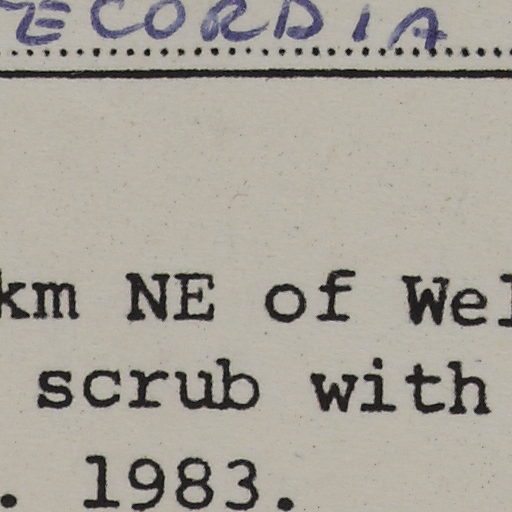 ECORDIA
km NE of Wel
scrub with
. 1983.